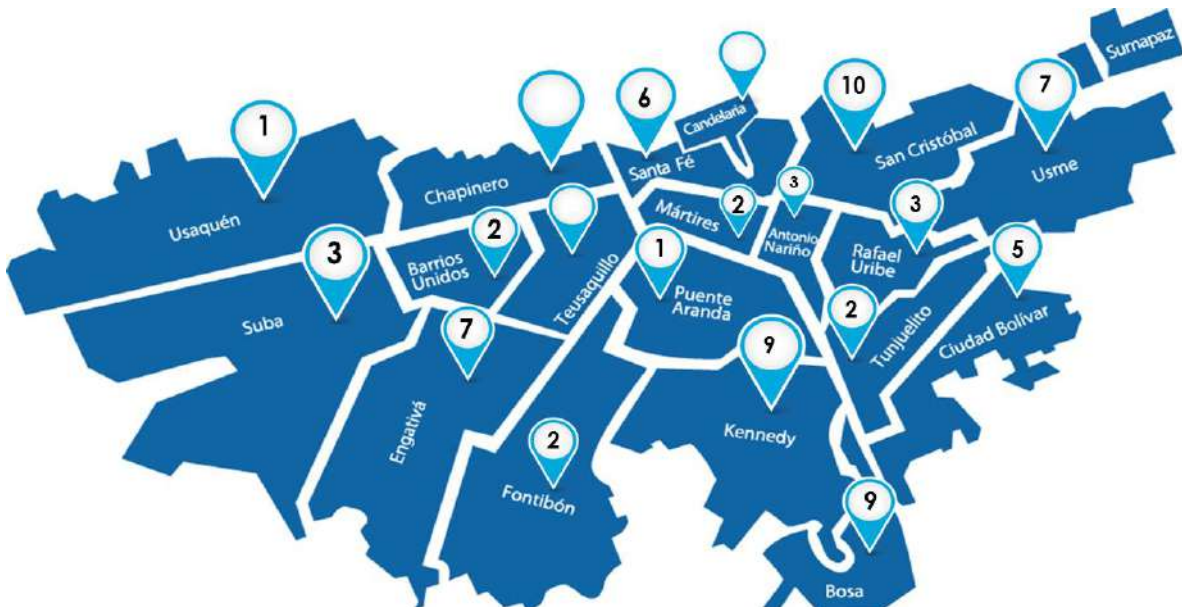 Sumapaz
7
10
6
1
Candelaria
San Cristóbal
Usme
Santa Fé
Chapinero
3
Usaquén
2
Mártires
3
2
3
Antonio
Nariño
Rafael
Uribe
1
5
Barrios
Unidos
Teusaquillo
Puente
Aranda
2
Suba
7
9
Tunjuelito
Ciudad Bolívar
Engativá
2
Kennedy
Fontibón
9
Bosa